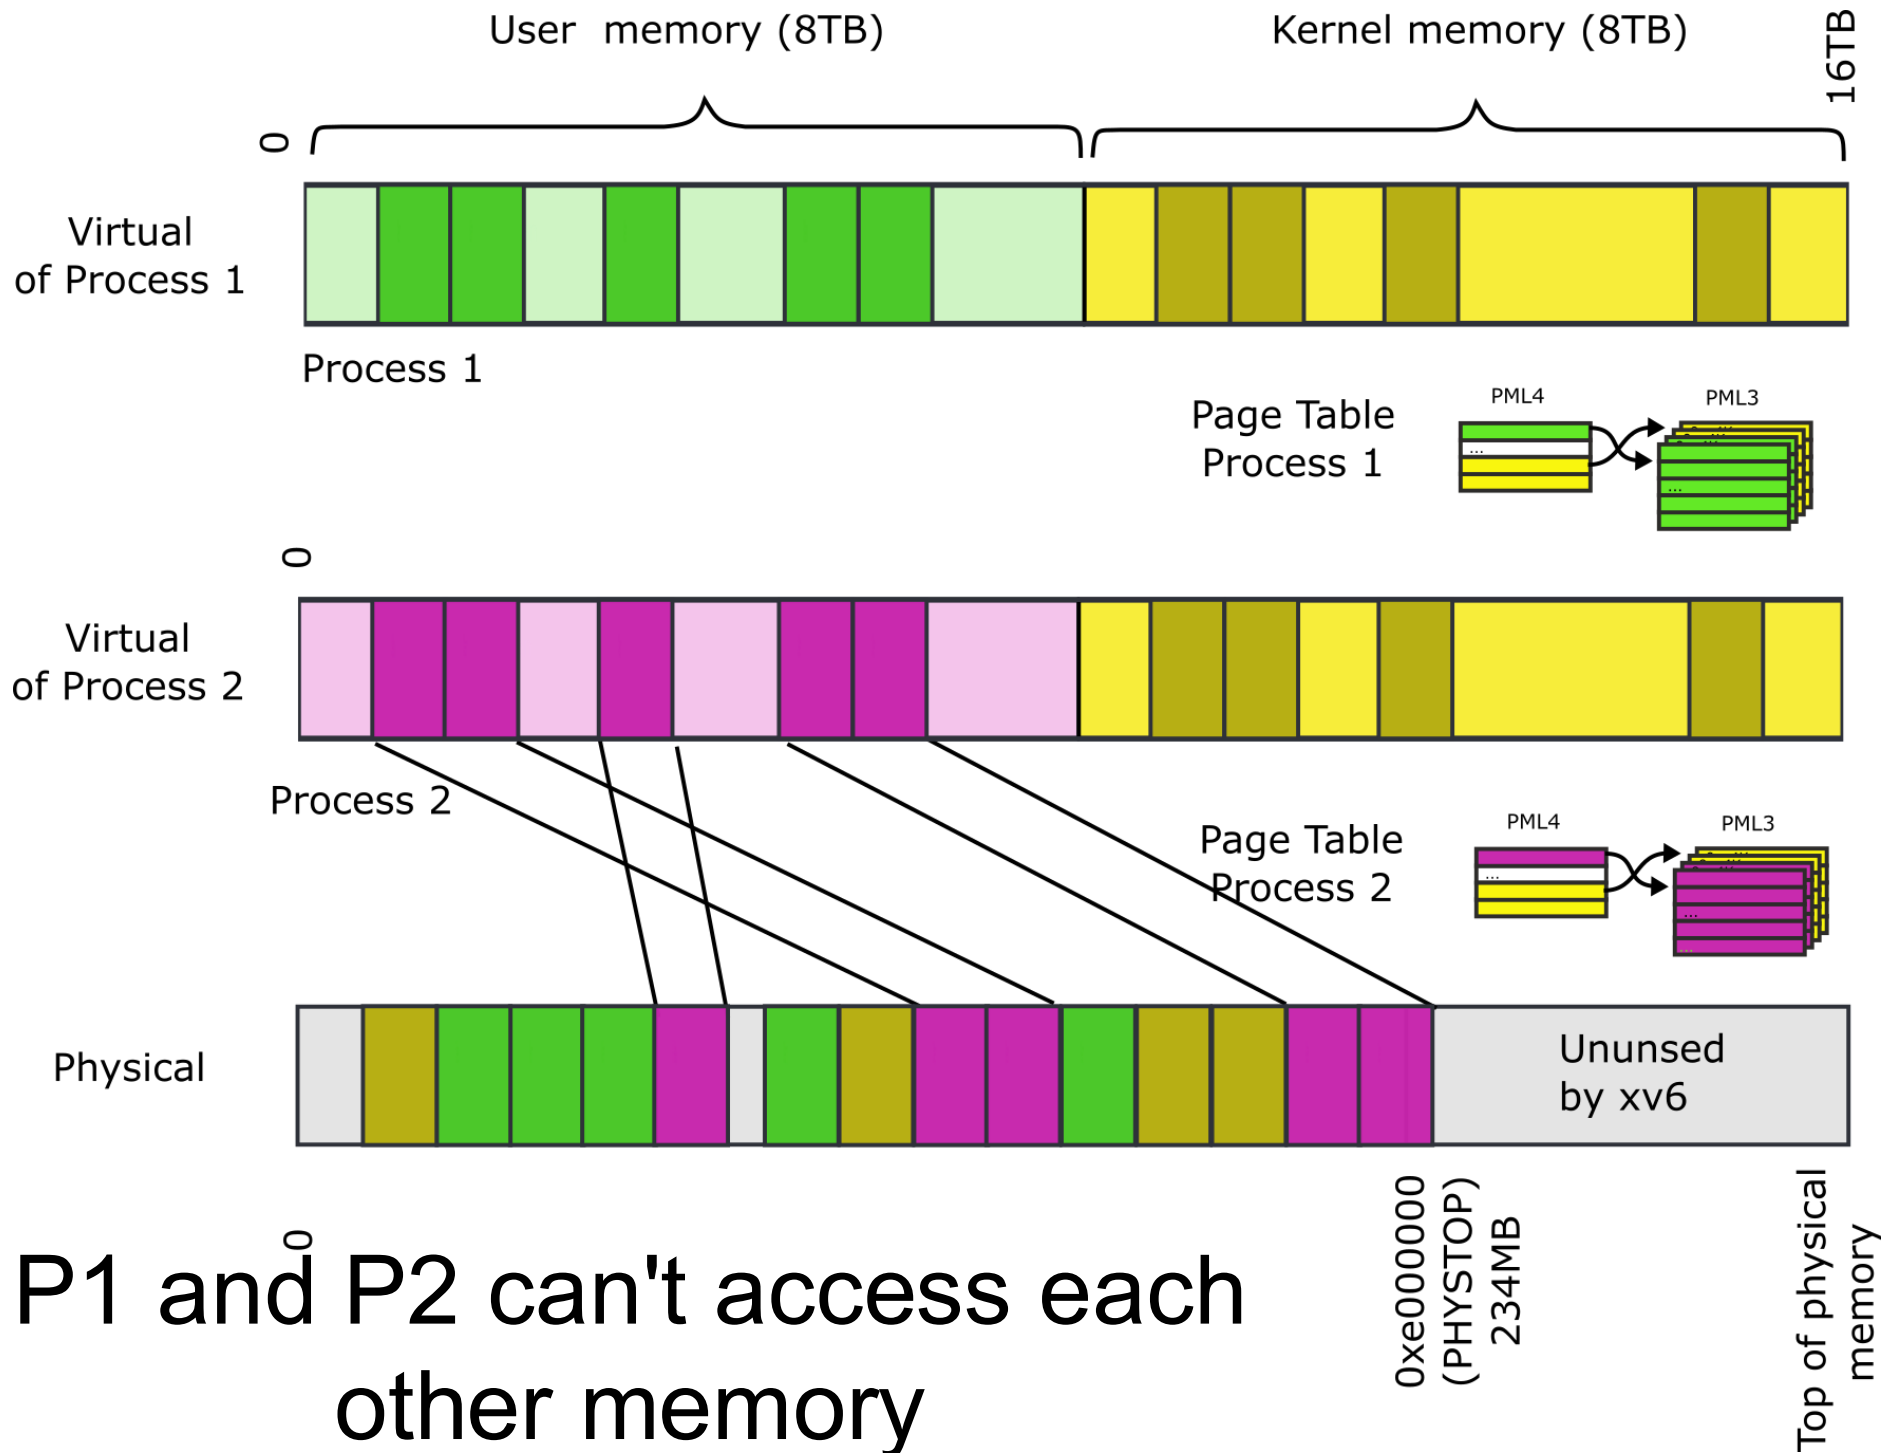 User memory (8TB)
Kernel memory (8TB)
16TB
0
Virtual
of Process 1
Process 1
Page Table
Process 1
PML4
PML3
...
...
0
Virtual
of Process 2
Process 2
Page Table
Process 2
PML4
PML3
...
...
...
Physical
Ununsed
by xv6
0
0xe000000
(PHYSTOP)
234MB
Top of physical
memory
P1 and P2 can't access each
other memory